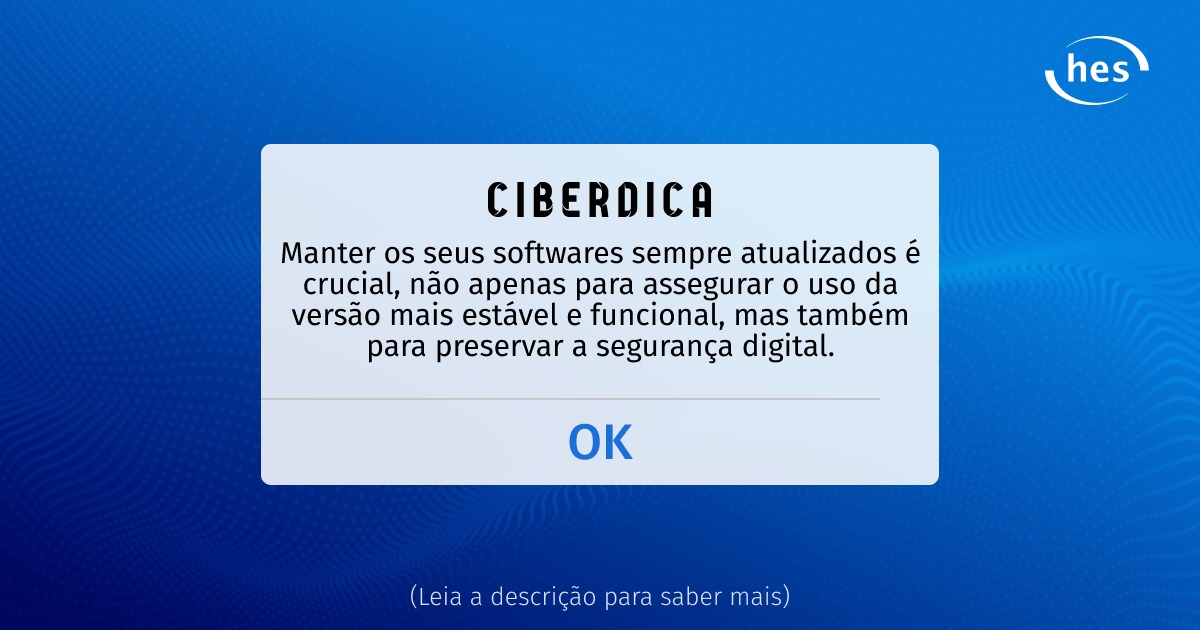 hes
CIBERDICA
Manter os seus softwares sempre atualizados é
crucial, não apenas para assegurar o uso da
versão mais estável e funcional, mas também
para preservar a segurança digital.
OK
(Leia a descrição para saber mais)